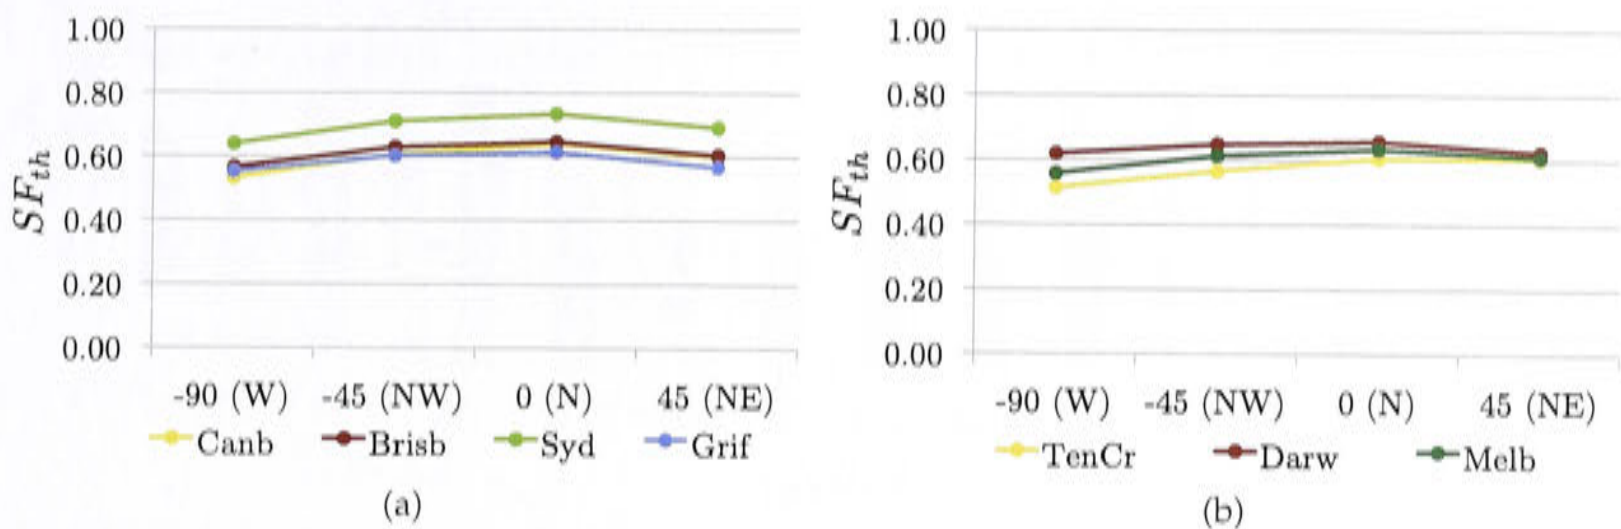 1.00
0.80
0.60
0.40
0.20
0.00
SFth
-90 (W) -45 (NW) 0 (N) 45 (NE)
Canb Brisb Syd Grif
(a)
1.00
0.80
0.60
0.40
0.20
0.00
SFth
-90 (W) -45 (NW) 0 (N) 45 (NE)
TenCr Darw Melb
(b)